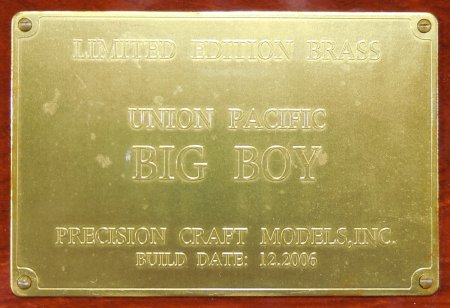 LIMITED EDITION BRASS
UNION PACIFIC
BIG BOY
PRECISION CRAFT MODELS,INC.
BUILD DATE: 12.2006